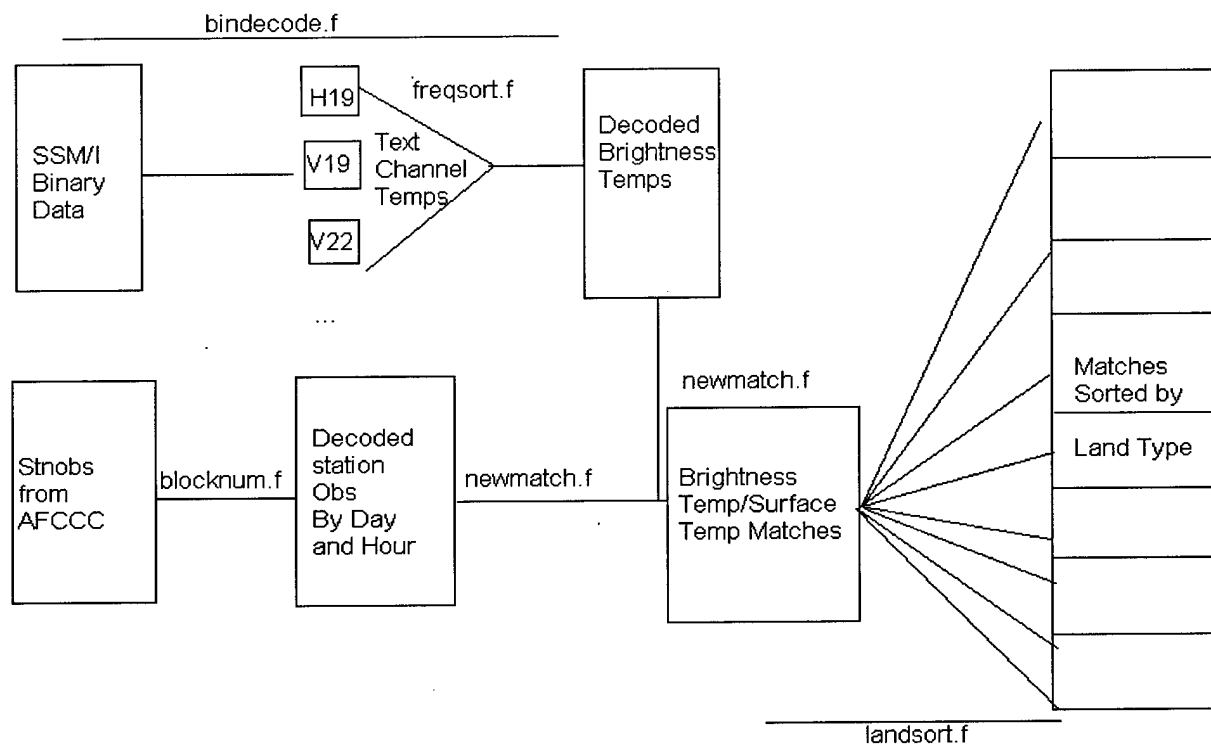 bindecode.f
SSM/I
Binary
Data
H19
V19
V22
freqsort.f
Text
Channel
Temps
...
Decoded
Brightness
Temps
Stnobs
from
AFCCC
blocknum.f
Decoded
station
Obs
By Day
and Hour
newmatch.f
newmatch.f
Brightness
Temp/Surface
Temp Matches
Matches
Sorted by
Land Type
landsort.f